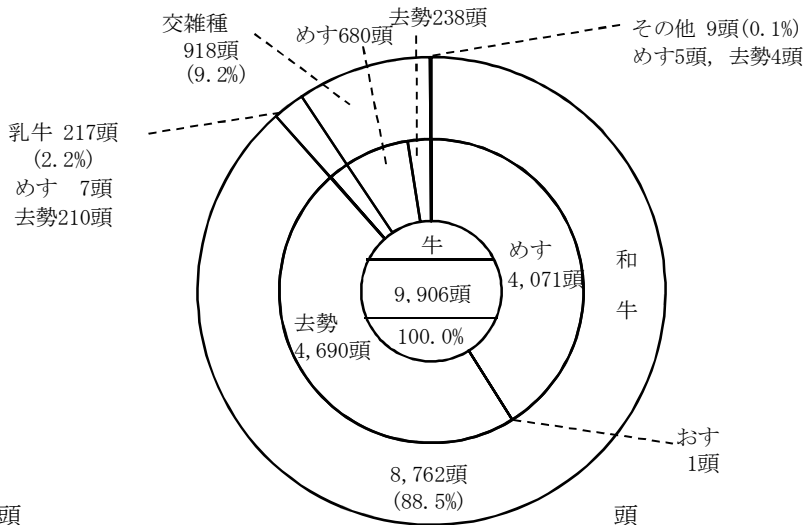 交雑種
918頭
(9.2%)
めす680頭
去勢238頭
その他 9頭(0.1%)
めす5頭, 去勢4頭
乳牛 217頭
(2.2%)
めす 7頭
去勢210頭
牛
9,906頭
100.0%
めす
4,071頭
和
牛
去勢
4,690頭
おす
1頭
8,762頭
(88.5%)
頭
頭